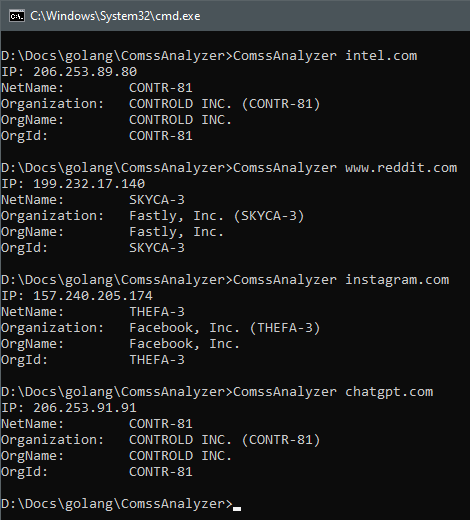 C:\Windows\System32\cmd.exe
D:\Docs\golang\ComssAnalyzer>ComssAnalyzer intel.com
IP: 206.253.89.80
NetName:        CONTR-81
Organization:   CONTROLD INC. (CONTR-81)
OrgName:        CONTROLD INC.
OrgId:          CONTR-81
D:\Docs\golang\ComssAnalyzer>ComssAnalyzer www.reddit.com
IP: 199.232.17.140
NetName:        SKYCA-3
Organization:   Fastly, Inc. (SKYCA-3)
OrgName:        Fastly, Inc.
OrgId:          SKYCA-3
D:\Docs\golang\ComssAnalyzer>ComssAnalyzer instagram.com
IP: 157.240.205.174
NetName:        THEFA-3
Organization:   Facebook, Inc. (THEFA-3)
OrgName:        Facebook, Inc.
OrgId:          THEFA-3
D:\Docs\golang\ComssAnalyzer>ComssAnalyzer chatgpt.com
IP: 206.253.91.91
NetName:        CONTR-81
Organization:   CONTROLD INC. (CONTR-81)
OrgName:        CONTROLD INC.
OrgId:          CONTR-81
D:\Docs\golang\ComssAnalyzer>